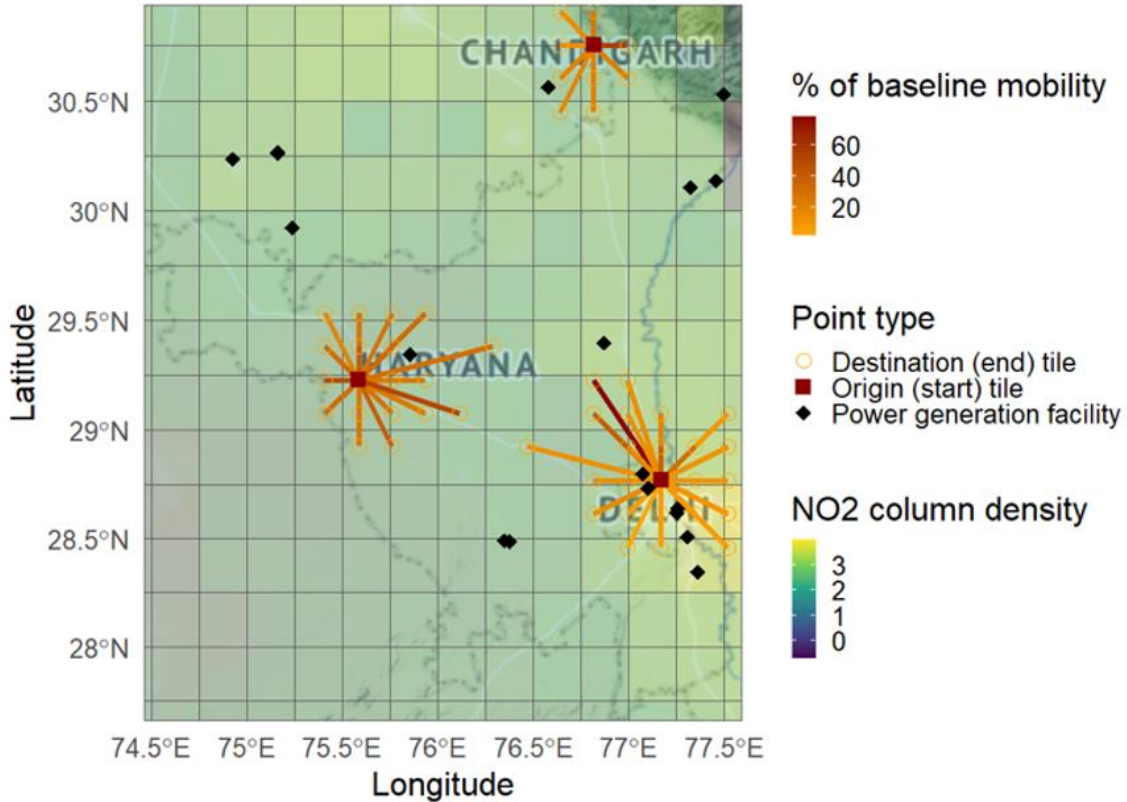 CHANDIGARH
HARYANA
DELHI
30.5°N
30°N
29.5°N
29°N
28.5°N
28°N
74.5°E 75°E 75.5°E 76°E 76.5°E 77°E 77.5°E
Latitude
Longitude
% of baseline mobility
60
40
20
Point type
Destination (end) tile
Origin (start) tile
Power generation facility
NO2 column density
3
2
1
0